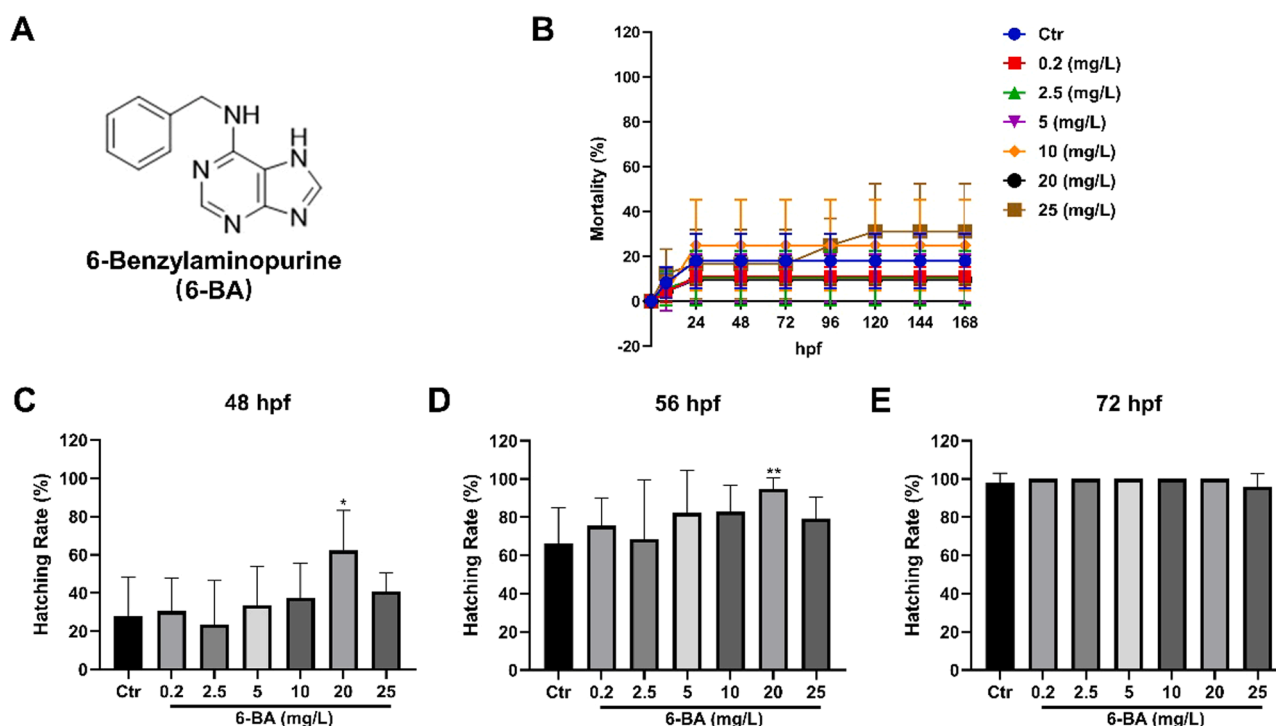 A
NH
H
N
N
N
N
6-Benzylaminopurine
(6-BA)
B
Mortality (%)
120
100
80
60
40
20
0
-20
24 48 72 96 120 144 168
hpf
Ctr
0.2 (mg/L)
2.5 (mg/L)
5 (mg/L)
10 (mg/L)
20 (mg/L)
25 (mg/L)
C
48 hpf
Hatching Rate (%)
120
100
80
60
40
20
0
*
Ctr 0.2 2.5 5 10 20 25
6-BA (mg/L)
D
56 hpf
Hatching Rate (%)
120
100
80
60
40
20
0
**
Ctr 0.2 2.5 5 10 20 25
6-BA (mg/L)
E
72 hpf
Hatching Rate (%)
120
100
80
60
40
20
0
Ctr 0.2 2.5 5 10 20 25
6-BA (mg/L)